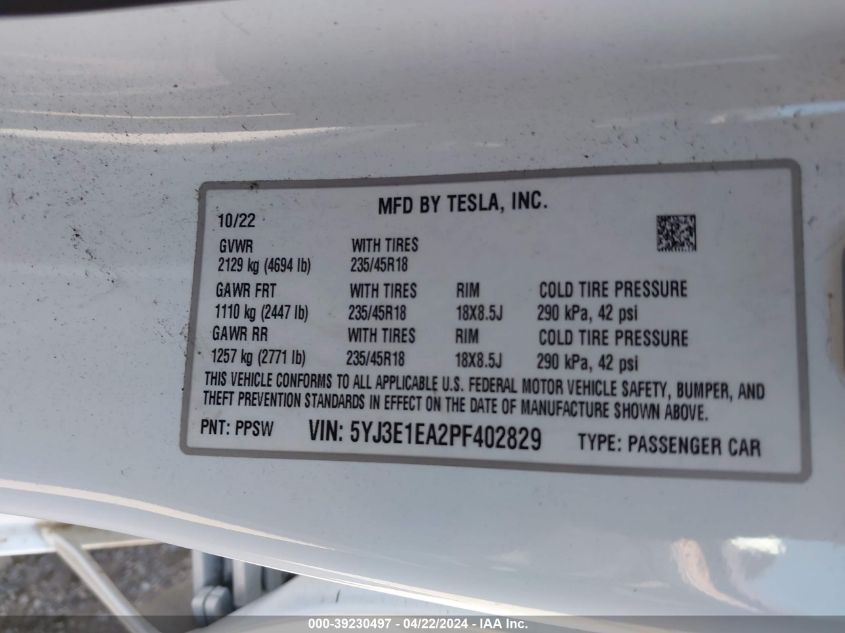 MFD BY TESLA, INC.
10/22
GVWR WITH TIRES
2129 kg (4694 lb) 235/45R18
GAWR FRT WITH TIRES RIM COLD TIRE PRESSURE
1110 kg (2447 lb) 235/45R18 18X8.5J 290 kPa, 42 psi
GAWR RR WITH TIRES RIM COLD TIRE PRESSURE
1257 kg (2771 lb) 235/45R18 18X8.5J 290 kPa, 42 psi
THIS VEHICLE CONFORMS TO ALL APPLICABLE U.S. FEDERAL MOTOR VEHICLE SAFETY, BUMPER, AND
THEFT PREVENTION STANDARDS IN EFFECT ON THE DATE OF MANUFACTURE SHOWN ABOVE.
PNT: PPSW VIN: 5YJ3E1EA2PF402829 TYPE: PASSENGER CAR
000-39230497 - 04/22/2024 - IAA, Inc.